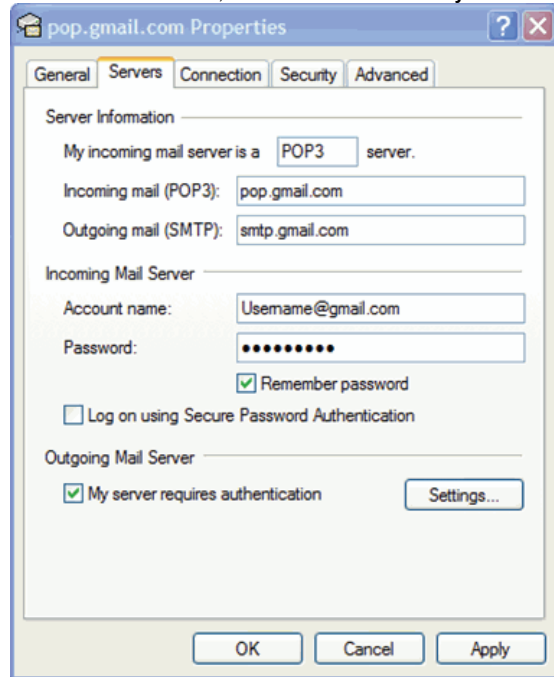 pop.gmail.com Properties
General Servers Connection Security Advanced
Server Information
My incoming mail server is a POP3 server.
Incoming mail (POP3): pop.gmail.com
Outgoing mail (SMTP): smtp.gmail.com
Incoming Mail Server
Account name: Username@gmail.com
Password: •••••••••
Remember password
Log on using Secure Password Authentication
Outgoing Mail Server
My server requires authentication Settings...
OK Cancel Apply